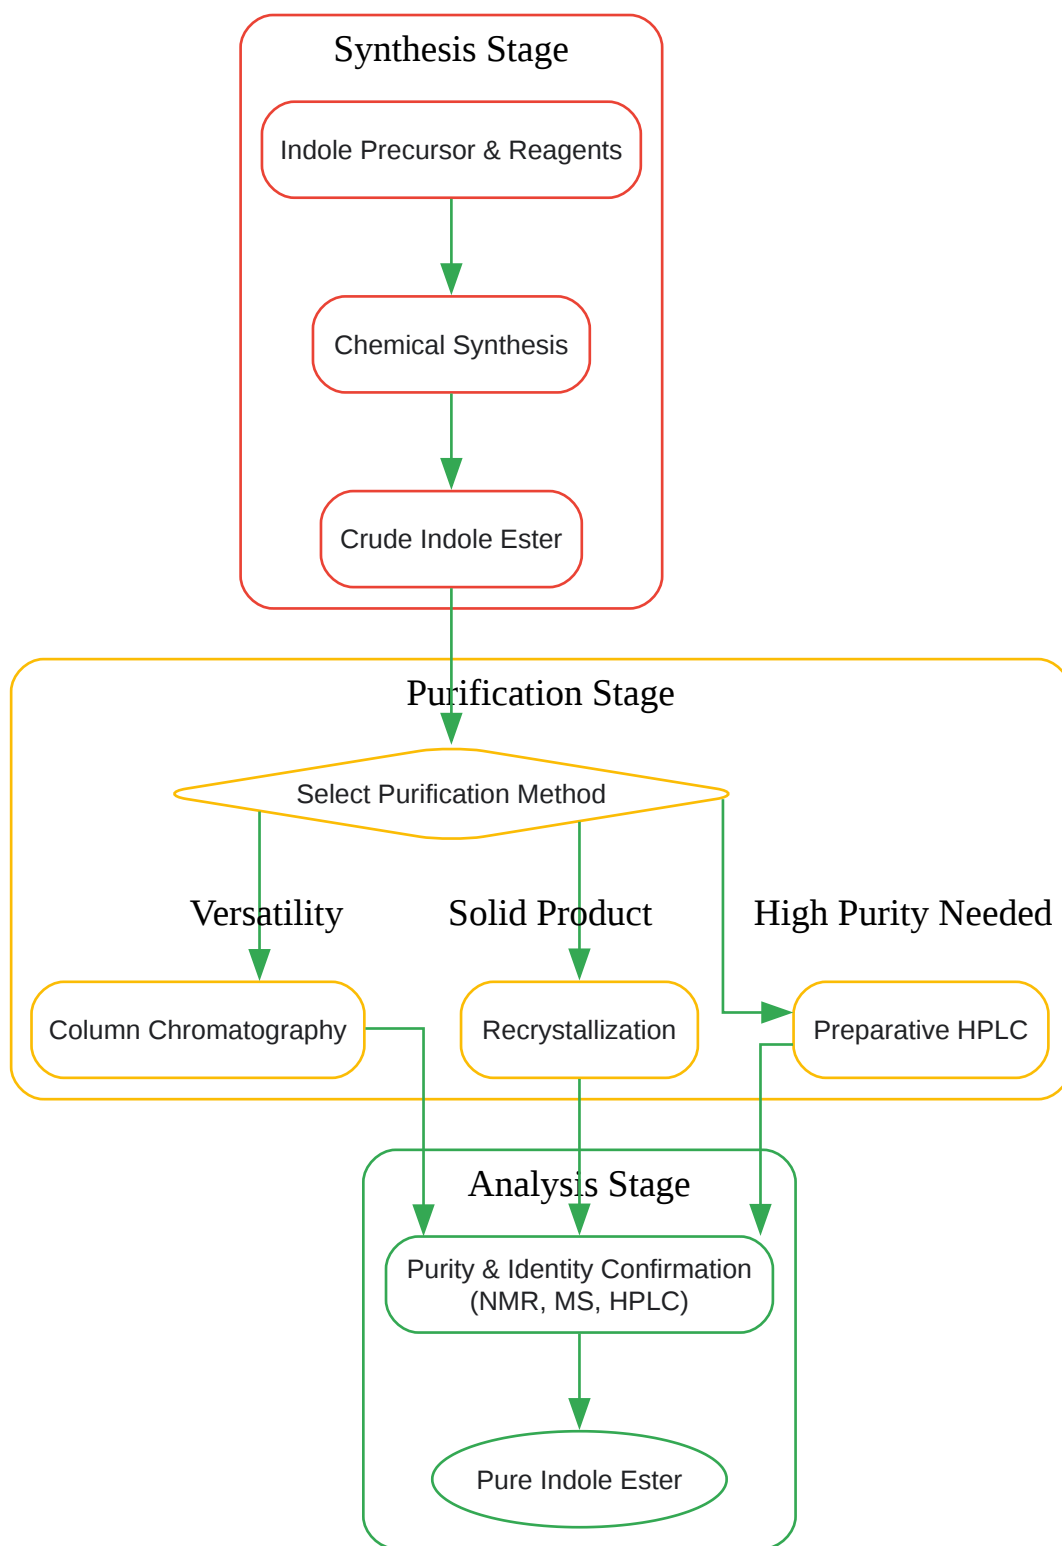 Synthesis Stage
Indole Precursor & Reagents
Chemical Synthesis
Crude Indole Ester
Purification Stage
Select Purification Method
Versatility
Solid Product
High Purity Needed
Column Chromatography
Recrystallization
Preparative HPLC
Analysis Stage
Purity & Identity Confirmation
(NMR, MS, HPLC)
Pure Indole Ester